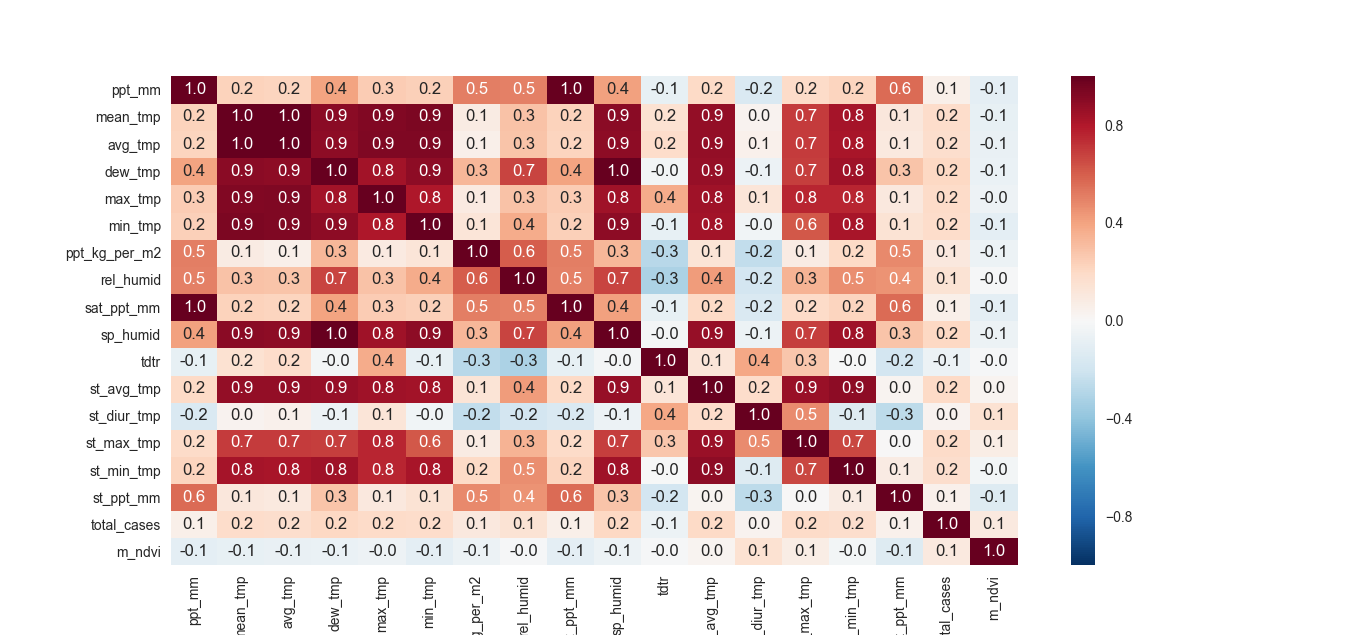 ppt_mm 1.0 0.2 0.2 0.4 0.3 0.2 0.5 0.5 1.0 0.4 -0.1 0.2 -0.2 0.2 0.2 0.6 0.1 -0.1
mean_tmp 0.2 1.0 1.0 0.9 0.9 0.9 0.1 0.3 0.2 0.9 0.2 0.9 0.0 0.7 0.8 0.1 0.2 -0.1
avg_tmp 0.2 1.0 1.0 0.9 0.9 0.9 0.1 0.3 0.2 0.9 0.2 0.9 0.1 0.7 0.8 0.1 0.2 -0.1
dew_tmp 0.4 0.9 0.9 1.0 0.8 0.9 0.3 0.7 0.4 1.0 -0.0 0.9 -0.1 0.7 0.8 0.3 0.2 -0.1
max_tmp 0.3 0.9 0.9 0.8 1.0 0.8 0.1 0.3 0.3 0.8 0.4 0.8 0.1 0.8 0.8 0.1 0.2 -0.0
min_tmp 0.2 0.9 0.9 0.9 0.8 1.0 0.1 0.4 0.2 0.9 -0.1 0.8 -0.0 0.6 0.8 0.1 0.2 -0.1
ppt_kg_per_m2 0.5 0.1 0.1 0.3 0.1 0.1 1.0 0.6 0.5 0.3 -0.3 0.1 -0.2 0.1 0.2 0.5 0.1 -0.1
rel_humid 0.5 0.3 0.3 0.7 0.3 0.4 0.6 1.0 0.5 0.7 -0.3 0.4 -0.2 0.3 0.5 0.4 0.1 -0.0
sat_ppt_mm 1.0 0.2 0.2 0.4 0.3 0.2 0.5 0.5 1.0 0.4 -0.1 0.2 -0.2 0.2 0.2 0.6 0.1 -0.1
sp_humid 0.4 0.9 0.9 1.0 0.8 0.9 0.3 0.7 0.4 1.0 -0.0 0.9 -0.1 0.7 0.8 0.3 0.2 -0.1
tdtr -0.1 0.2 0.2 -0.0 0.4 -0.1 -0.3 -0.3 -0.1 -0.0 1.0 0.1 0.4 0.3 -0.0 -0.2 -0.1 -0.0
st_avg_tmp 0.2 0.9 0.9 0.9 0.8 0.8 0.1 0.4 0.2 0.9 0.1 1.0 0.2 0.9 0.9 0.0 0.2 0.0
st_diur_tmp -0.2 0.0 0.1 -0.1 0.1 -0.0 -0.2 -0.2 -0.2 -0.1 0.4 0.2 1.0 0.5 -0.1 -0.3 0.0 0.1
st_max_tmp 0.2 0.7 0.7 0.7 0.8 0.6 0.1 0.3 0.2 0.7 0.3 0.9 0.5 1.0 0.7 0.0 0.2 0.1
st_min_tmp 0.2 0.8 0.8 0.8 0.8 0.8 0.2 0.5 0.2 0.8 -0.0 0.9 -0.1 0.7 1.0 0.1 0.2 -0.0
st_ppt_mm 0.6 0.1 0.1 0.3 0.1 0.1 0.5 0.4 0.6 0.3 -0.2 0.0 -0.3 0.0 0.1 1.0 0.1 -0.1
total_cases 0.1 0.2 0.2 0.2 0.2 0.2 0.1 0.1 0.1 0.2 -0.1 0.2 0.0 0.2 0.2 0.1 1.0 0.1
m_ndvi -0.1 -0.1 -0.1 -0.1 -0.0 -0.1 -0.1 -0.0 -0.1 -0.1 -0.0 0.0 0.1 0.1 -0.0 -0.1 0.1 1.0
ppt_mm
mean_tmp
avg_tmp
dew_tmp
max_tmp
min_tmp
g_per_m2
rel_humid
_ppt_mm
sp_humid
tdtr
_avg_tmp
_diur_tmp
_max_tmp
_min_tmp
_ppt_mm
tal_cases
m_ndvi
0.8
0.4
0.0
−0.4
−0.8